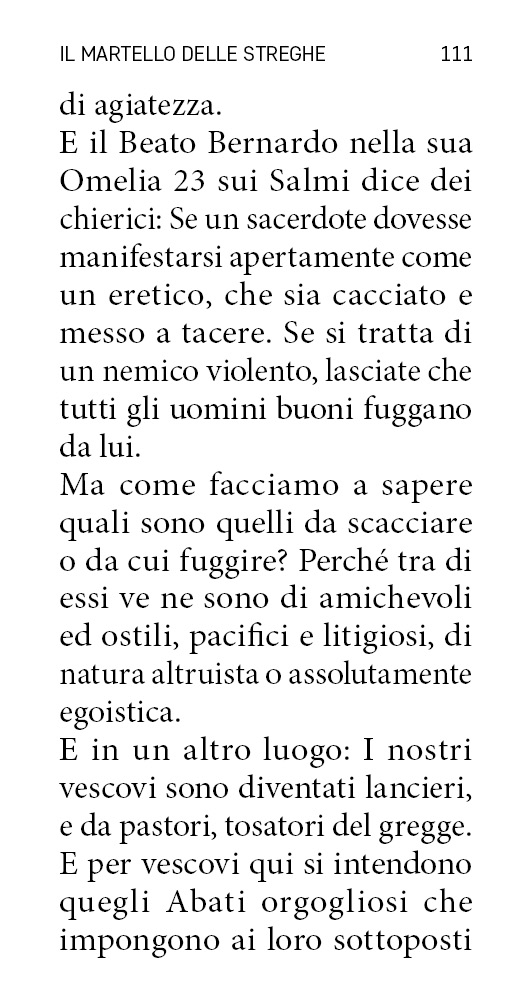 IL MARTELLO DELLE STREGHE 111
di agiatezza.
E il Beato Bernardo nella sua
Omelia 23 sui Salmi dice dei
chierici: Se un sacerdote dovesse
manifestarsi apertamente come
un eretico, che sia cacciato e
messo a tacere. Se si tratta di
un nemico violento, lasciate che
tutti gli uomini buoni fuggano
da lui.
Ma come facciamo a sapere
quali sono quelli da scacciare
o da cui fuggire? Perché tra di
essi ve ne sono di amichevoli
ed ostili, pacifici e litigiosi, di
natura altruista o assolutamente
egoistica.
E in un altro luogo: I nostri
vescovi sono diventati lancieri,
e da pastori, tosatori del gregge.
E per vescovi qui si intendono
quegli Abati orgogliosi che
impongono ai loro sottoposti